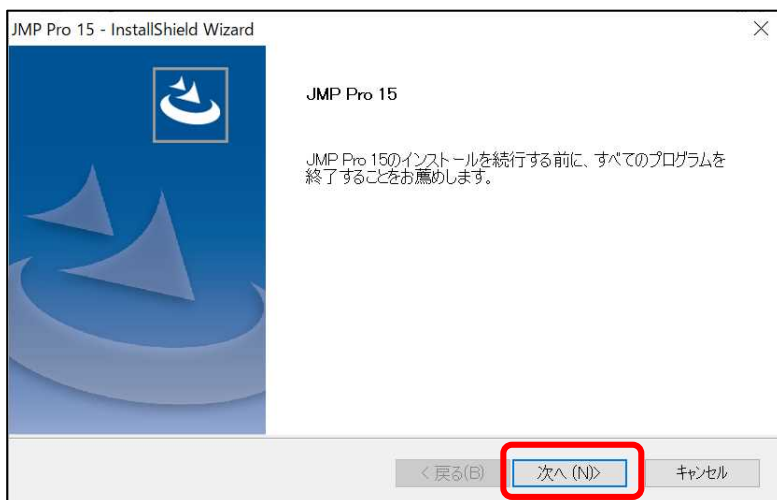 JMP Pro 15 - InstallShield Wizard
JMP Pro 15
JMP Pro 15のインストールを続行する前に、すべてのプログラムを
終了することをお薦めします。
< 戻る(B) 次へ (N)> キャンセル